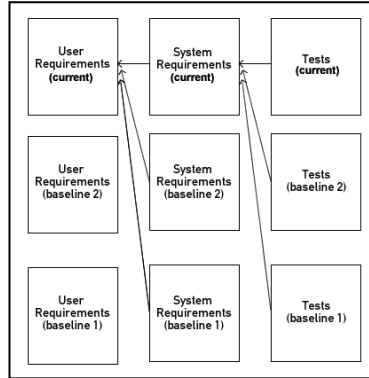 User
Requirements
(current)
System
Requirements
(current)
Tests
(current)
User
Requirements
(baseline 2)
System
Requirements
(baseline 2)
Tests
(baseline 2)
User
Requirements
(baseline 1)
System
Requirements
(baseline 1)
Tests
(baseline 1)